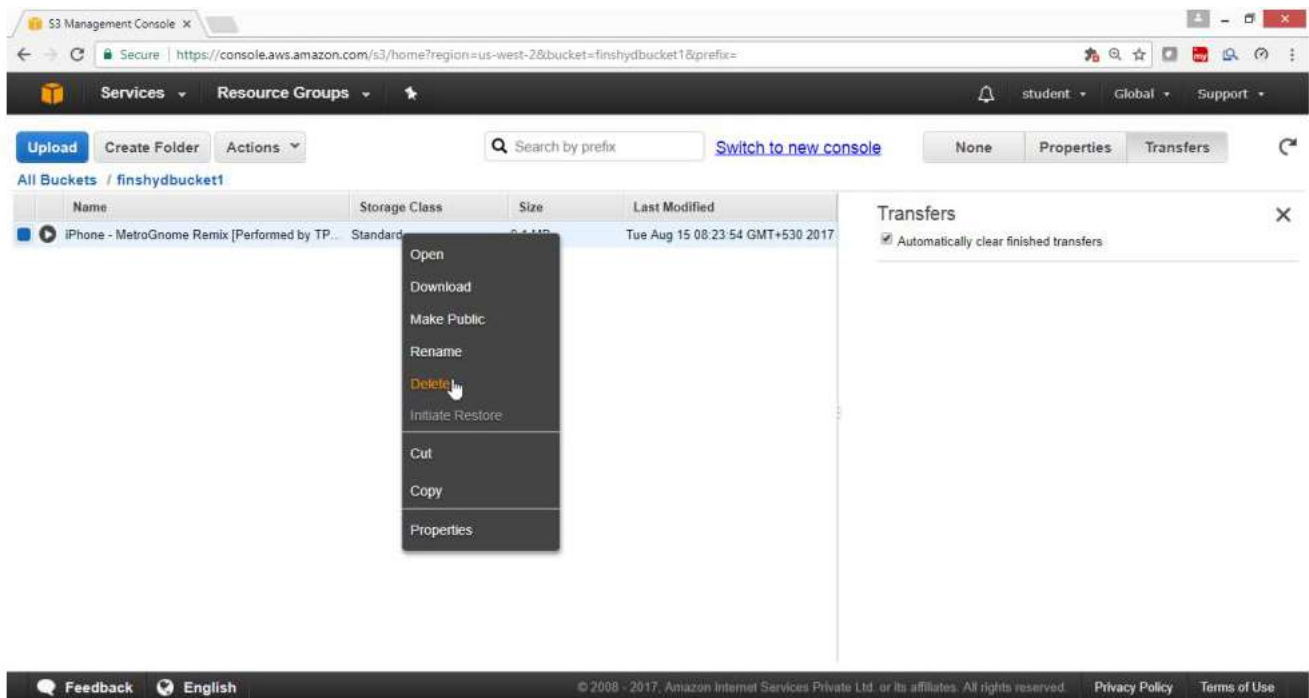 S3 Management Console
Secure https://console.aws.amazon.com/s3/home?region=us-west-2&bucket=finshydbucket1&prefix=
Services Resource Groups student Global Support
Upload Create Folder Actions Search by prefix Switch to new console None Properties Transfers
All Buckets / finshydbucket1
Name Storage Class Size Last Modified
Transfers
iPhone - MetroGnome Remix [Performed by TP... Standard Tue Aug 15 08:23:54 GMT+530 2017
Automatically clear finished transfers
Open
Download
Make Public
Rename
Delete
Initiate Restore
Cut
Copy
Properties
Feedback English © 2008 - 2017, Amazon Internet Services Private Ltd. or its affiliates. All rights reserved. Privacy Policy Terms of Use